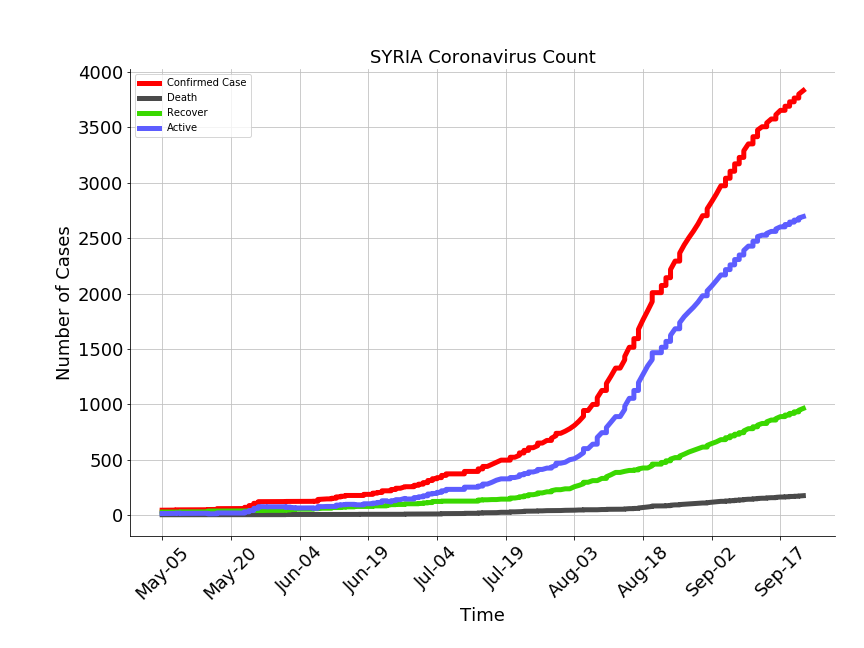 SYRIA Coronavirus Count
Confirmed Case
Death
Recover
Active
Number of Cases
4000
3500
3000
2500
2000
1500
1000
500
0
May-05
May-20
Jun-04
Jun-19
Jul-04
Jul-19
Aug-03
Aug-18
Sep-02
Sep-17
Time